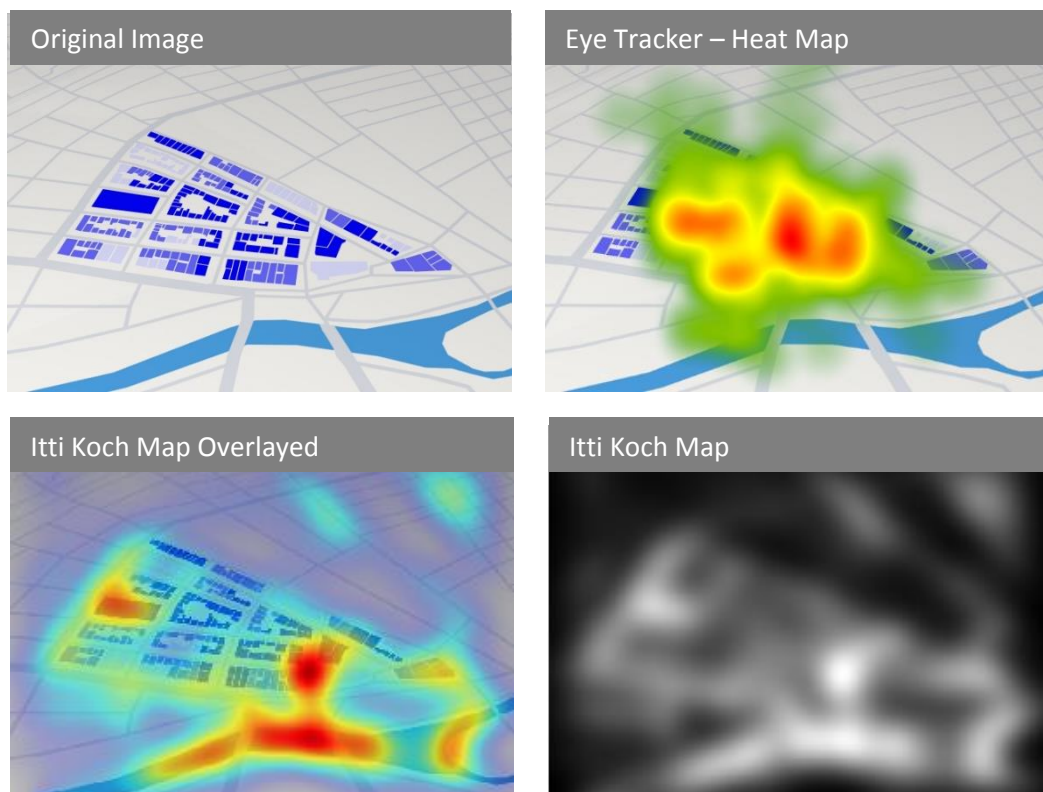 Original Image
Eye Tracker – Heat Map
Itti Koch Map Overlayed
Itti Koch Map